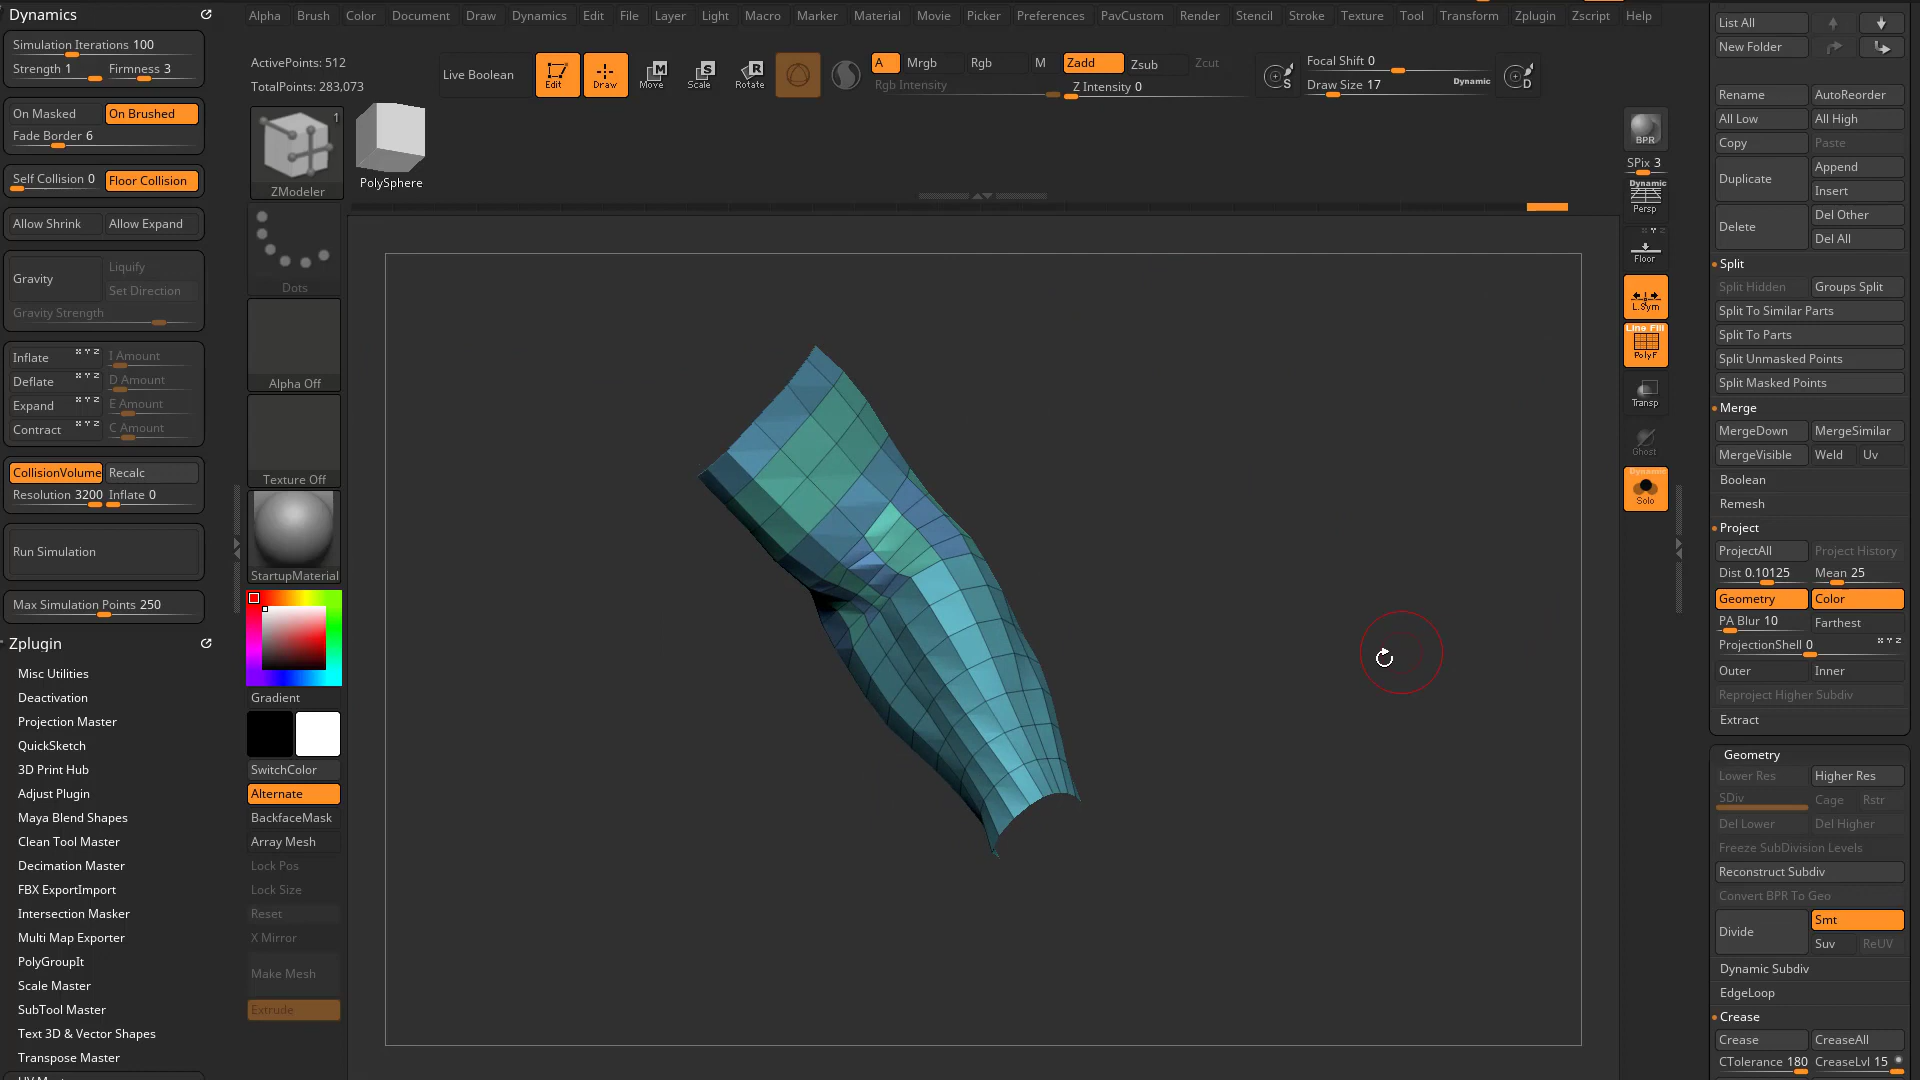 Dynamics
Simulation Iterations 100
Strength 1 Firmness 3
On Masked On Brushed
Fade Border 6
Self Collision 0 Floor Collision
Allow Shrink Allow Expand
Gravity
Liquify
Set Direction
Gravity Strength
Inflate X Y Z I Amount
Deflate X Y Z D Amount
Expand X Y Z E Amount
Contract X Y Z C Amount
CollisionVolume Recalc
Resolution 3200 Inflate 0
Run Simulation
Max Simulation Points 250
Zplugin
Misc Utilities
Deactivation
Projection Master
QuickSketch
3D Print Hub
Adjust Plugin
Maya Blend Shapes
Clean Tool Master
Decimation Master
FBX ExportImport
Intersection Masker
Multi Map Exporter
PolyGroupIt
Scale Master
SubTool Master
Text 3D & Vector Shapes
Transpose Master
Alpha Brush Color Document Draw Dynamics Edit File Layer Light Macro Marker Material Movie Picker Preferences PavCustom Render Stencil Stroke Texture Tool Transform Zplugin Zscript Help
ActivePoints: 512
TotalPoints: 283,073
Live Boolean
Edit
Draw
M
Move
S
Scale
R
Rotate
A Mrgb Rgb M Zadd Zsub Zcut
Rgb Intensity Z Intensity 0
S
Focal Shift 0
Draw Size 17 Dynamic
D
1
ZModeler
PolySphere
Dots
Alpha Off
Texture Off
StartupMaterial
Gradient
SwitchColor
Alternate
BackfaceMask
Array Mesh
Lock Pos
Lock Size
Reset
X Mirror
Make Mesh
Extrude
BPR
SPix 3
Dynamic
Persp
X Y Z
Floor
L.Sym
Line Fill
PolyF
Transp
Ghost
Dynamic
Solo
List All
New Folder
Rename AutoReorder
All Low All High
Copy Paste
Duplicate
Append
Insert
Delete
Del Other
Del All
Split
Split Hidden Groups Split
Split To Similar Parts
Split To Parts
Split Unmasked Points
Split Masked Points
Merge
MergeDown MergeSimilar
MergeVisible Weld Uv
Boolean
Remesh
Project
ProjectAll Project History
Dist 0.10125 Mean 25
Geometry Color
PA Blur 10 Farthest
ProjectionShell 0 X Y Z
Outer Inner
Reproject Higher Subdiv
Extract
Geometry
Lower Res Higher Res
SDiv Cage Rstr
Del Lower Del Higher
Freeze SubDivision Levels
Reconstruct Subdiv
Convert BPR To Geo
Divide
Smt
Suv ReUV
Dynamic Subdiv
EdgeLoop
Crease
Crease CreaseAll
CTolerance 180 CreaseLvl 15